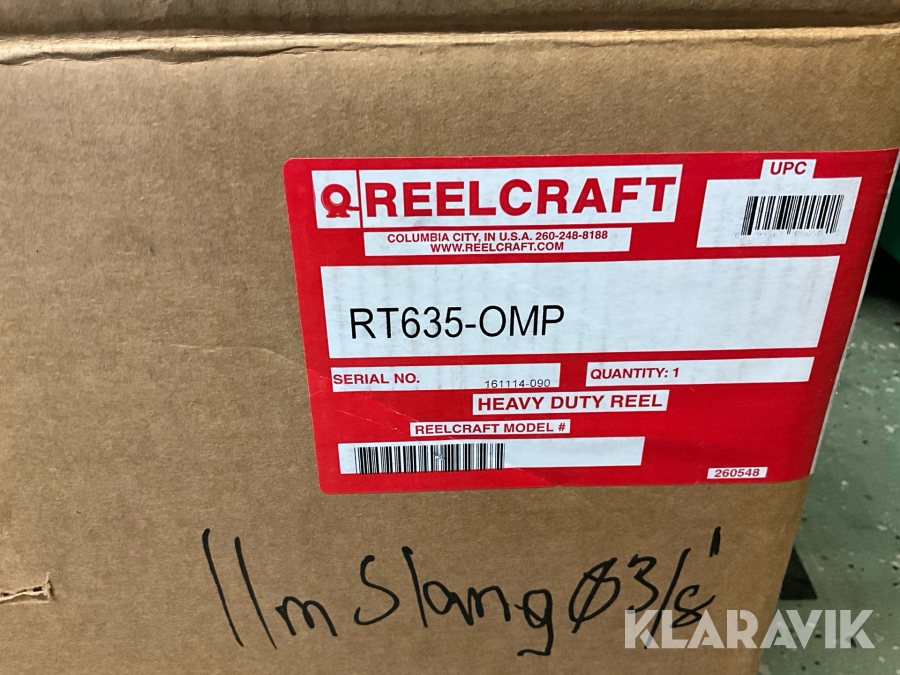 UPC
REELCRAFT
COLUMBIA CITY, IN U.S.A. 260-248-8188
WWW.REELCRAFT.COM
RT635-OMP
SERIAL NO. 161114-090
QUANTITY: 1
HEAVY DUTY REEL
REELCRAFT MODEL #
260548
11m Slang Ø3/8"
KLARAVIK